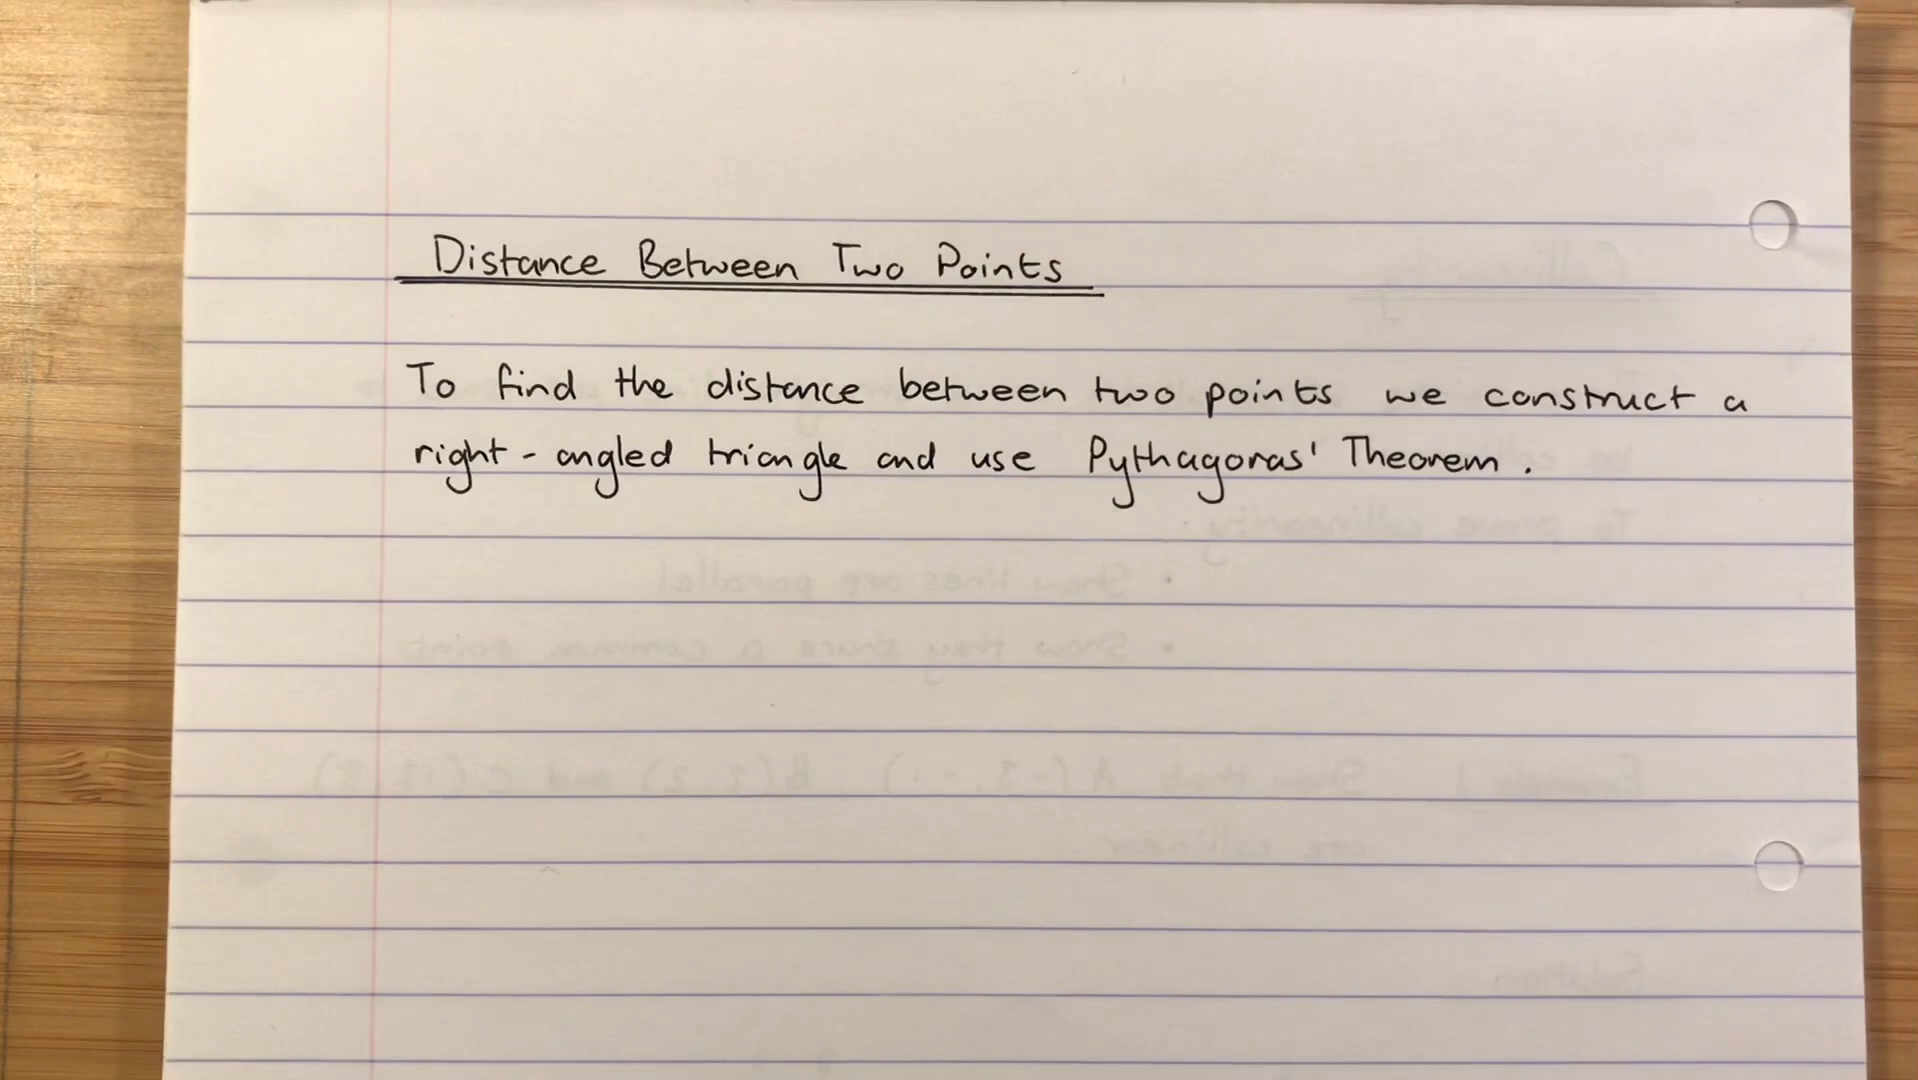 Distance Between Two Points
To find the distance between two points we construct a
right-angled triangle and use Pythagoras' Theorem.